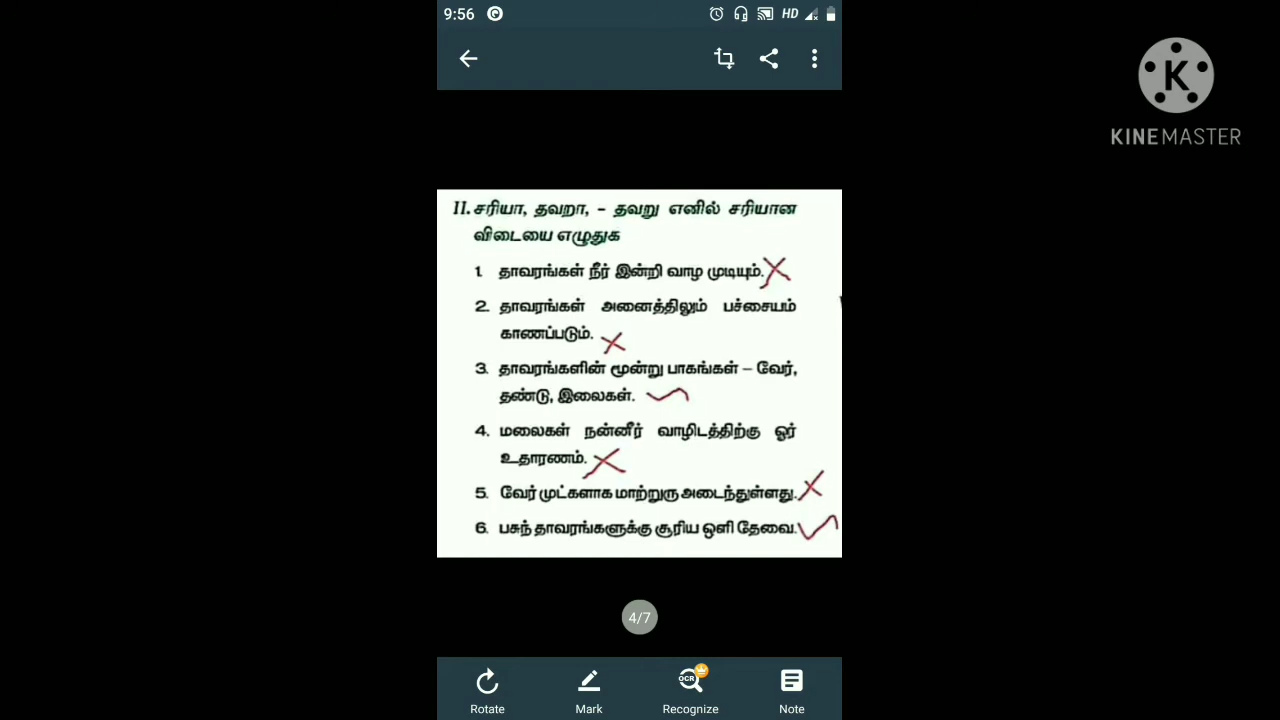 9:56
HD
KINEMASTER
II. சரியா, தவறா, – தவறு எனில் சரியான
விடையை எழுதுக
1. தாவரங்கள் நீர் இன்றி வாழ முடியும்.
2. தாவரங்கள் அனைத்திலும் பச்சையம்
காணப்படும்.
3. தாவரங்களின் மூன்று பாகங்கள் – வேர்,
தண்டு, இலைகள்.
4. மலைகள் நன்னீர் வாழிடத்திற்கு ஓர்
உதாரணம்.
5. வேர் முட்களாக மாற்றுரு அடைந்துள்ளது.
6. பசுந் தாவரங்களுக்கு சூரிய ஒளி தேவை.
4/7
OCR
Rotate Mark Recognize Note